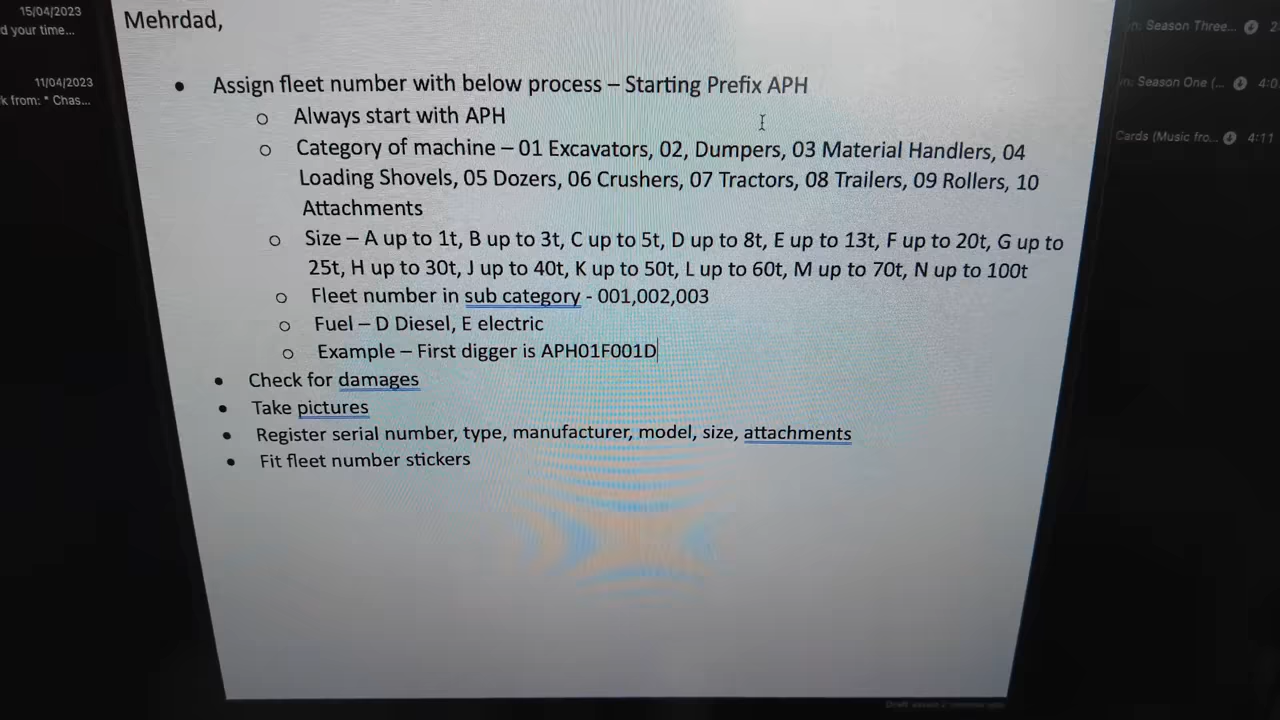 15/04/2023
d your time...
11/04/2023
k from: * Chas...
Mehrdad,
• Assign fleet number with below process – Starting Prefix APH
o Always start with APH
o Category of machine – 01 Excavators, 02, Dumpers, 03 Material Handlers, 04
Loading Shovels, 05 Dozers, 06 Crushers, 07 Tractors, 08 Trailers, 09 Rollers, 10
Attachments
o Size – A up to 1t, B up to 3t, C up to 5t, D up to 8t, E up to 13t, F up to 20t, G up to
25t, H up to 30t, J up to 40t, K up to 50t, L up to 60t, M up to 70t, N up to 100t
o Fleet number in sub category - 001,002,003
o Fuel – D Diesel, E electric
o Example – First digger is APH01F001D
• Check for damages
• Take pictures
• Register serial number, type, manufacturer, model, size, attachments
• Fit fleet number stickers
n: Season Three...
n: Season One (... 4:0
Cards (Music fro... 4:11